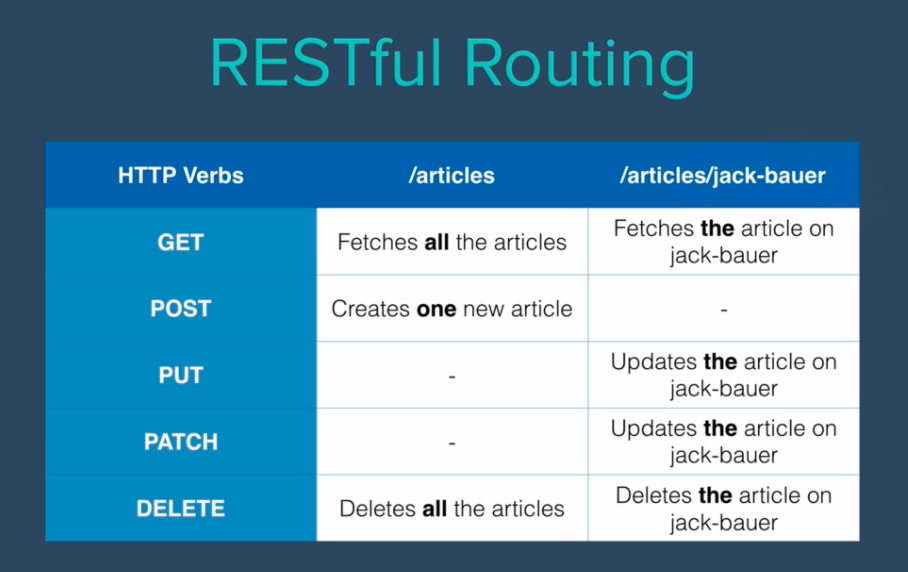 RESTful Routing
HTTP Verbs /articles /articles/jack-bauer
GET Fetches all the articles Fetches the article on
jack-bauer
POST Creates one new article -
PUT - Updates the article on
jack-bauer
PATCH - Updates the article on
jack-bauer
DELETE Deletes all the articles Deletes the article on
jack-bauer